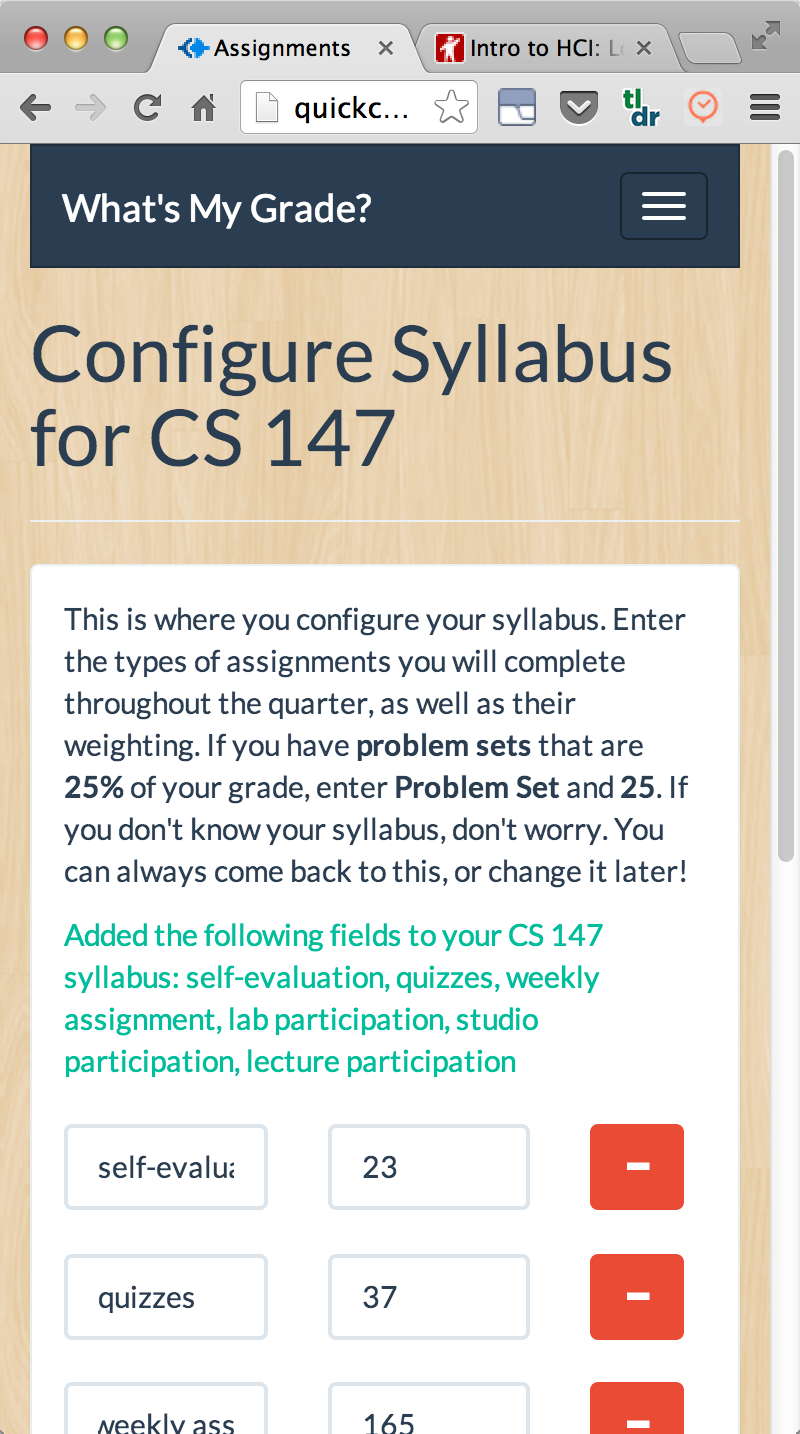 Assignments
Intro to HCI: L
quickc...
tl
dr
What's My Grade?
Configure Syllabus
for CS 147
This is where you configure your syllabus. Enter
the types of assignments you will complete
throughout the quarter, as well as their
weighting. If you have problem sets that are
25% of your grade, enter Problem Set and 25. If
you don't know your syllabus, don't worry. You
can always come back to this, or change it later!
Added the following fields to your CS 147
syllabus: self-evaluation, quizzes, weekly
assignment, lab participation, studio
participation, lecture participation
self-evalua
23
quizzes
37
weekly ass
165